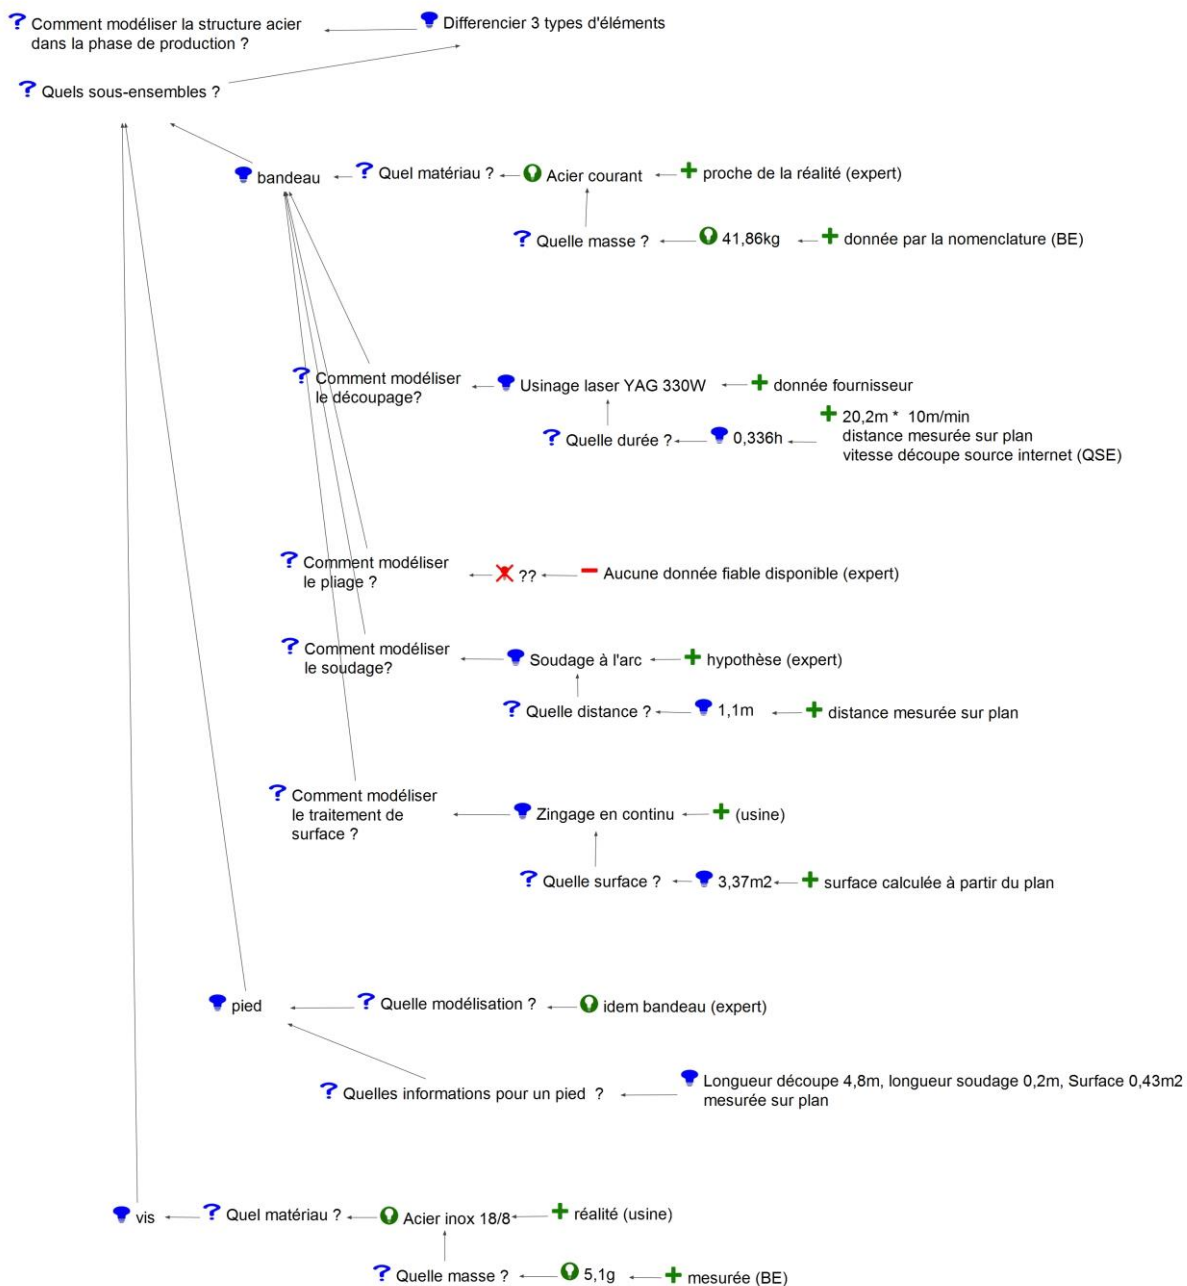 ? Comment modéliser la structure acier
dans la phase de production ?
Differencier 3 types d'éléments
? Quels sous-ensembles ?
bandeau
? Quel matériau ?
Acier courant
+ proche de la réalité (expert)
? Quelle masse ?
41,86kg
+ donnée par la nomenclature (BE)
? Comment modéliser
le découpage?
Usinage laser YAG 330W
+ donnée fournisseur
? Quelle durée ?
0,336h
+ 20,2m * 10m/min
distance mesurée sur plan
vitesse découpe source internet (QSE)
? Comment modéliser
le pliage ?
??
− Aucune donnée fiable disponible (expert)
? Comment modéliser
le soudage?
Soudage à l'arc
+ hypothèse (expert)
? Quelle distance ?
1,1m
+ distance mesurée sur plan
? Comment modéliser
le traitement de
surface ?
Zingage en continu
+ (usine)
? Quelle surface ?
3,37m2
+ surface calculée à partir du plan
pied
? Quelle modélisation ?
idem bandeau (expert)
? Quelles informations pour un pied ?
Longueur découpe 4,8m, longueur soudage 0,2m, Surface 0,43m2
mesurée sur plan
vis
? Quel matériau ?
Acier inox 18/8
+ réalité (usine)
? Quelle masse ?
5,1g
+ mesurée (BE)